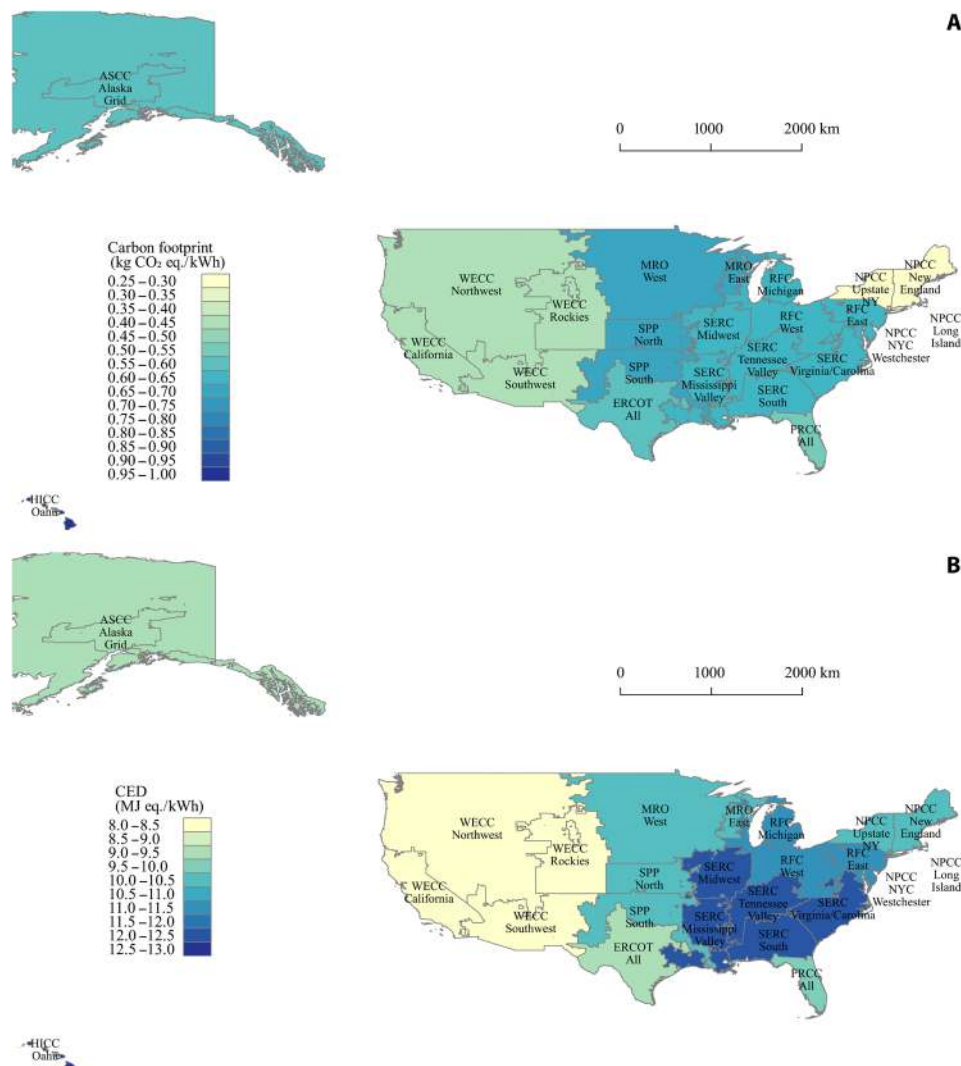 A
ASCC
Alaska
Grid
0 1000 2000 km
Carbon footprint
(kg CO₂ eq./kWh)
0.25–0.30
0.30–0.35
0.35–0.40
0.40–0.45
0.45–0.50
0.50–0.55
0.55–0.60
0.60–0.65
0.65–0.70
0.70–0.75
0.75–0.80
0.80–0.85
0.85–0.90
0.90–0.95
0.95–1.00
WECC
Northwest
WECC
Rockies
WECC
California
WECC
Southwest
MRO
West
MRO
East
RFC
Michigan
NPCC
Upstate
NY
NPCC
New
England
SPP
North
SERC
Midwest
RFC
West
RFC
East
NPCC
NYC
Westchester
NPCC
Long
Island
SPP
South
SERC
Mississippi
Valley
SERC
Tennessee
Valley
SERC
Virginia/Carolina
ERCOT
All
SERC
South
FRCC
All
HICC
Oahu
B
ASCC
Alaska
Grid
0 1000 2000 km
CED
(MJ eq./kWh)
8.0–8.5
8.5–9.0
9.0–9.5
9.5–10.0
10.0–10.5
10.5–11.0
11.0–11.5
11.5–12.0
12.0–12.5
12.5–13.0
WECC
Northwest
WECC
Rockies
WECC
California
WECC
Southwest
MRO
West
MRO
East
RFC
Michigan
NPCC
Upstate
NY
NPCC
New
England
SPP
North
SERC
Midwest
RFC
West
RFC
East
NPCC
NYC
Westchester
NPCC
Long
Island
SPP
South
SERC
Mississippi
Valley
SERC
Tennessee
Valley
SERC
Virginia/Carolina
ERCOT
All
SERC
South
FRCC
All
HICC
Oahu